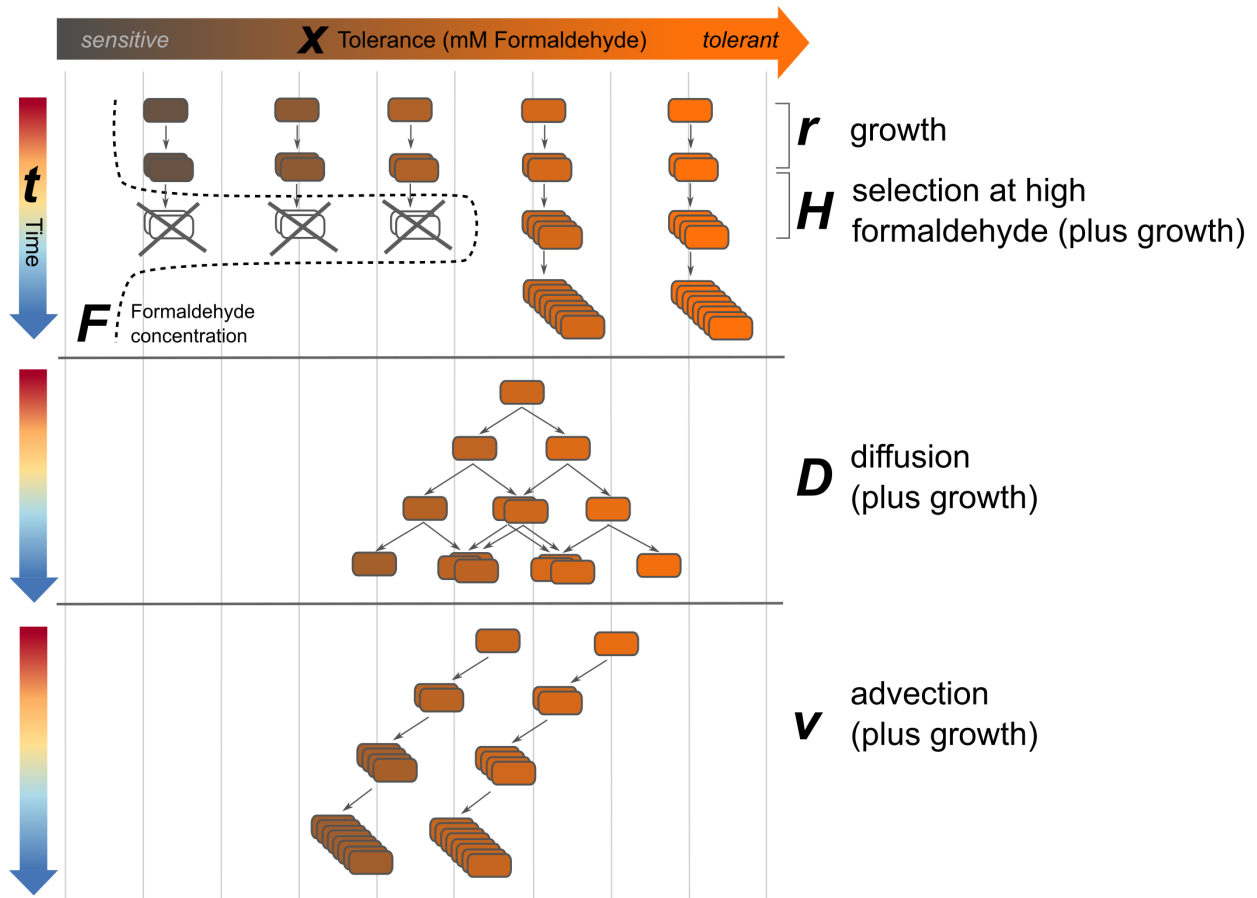 sensitive
x Tolerance (mM Formaldehyde)
tolerant
t Time
r growth
H selection at high
formaldehyde (plus growth)
F Formaldehyde
concentration
D diffusion
(plus growth)
v advection
(plus growth)